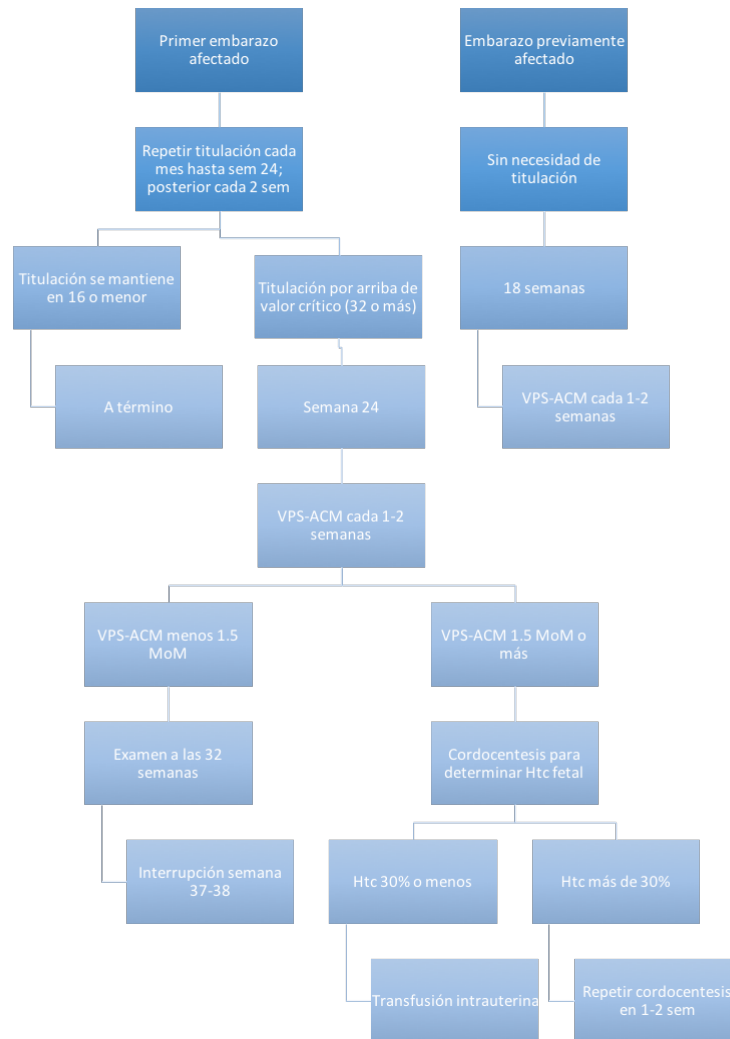 Primer embarazo
afectado
Embarazo previamente
afectado
Repetir titulación cada
mes hasta sem 24;
posterior cada 2 sem
Sin necesidad de
titulación
Titulación se mantiene
en 16 o menor
Titulación por arriba de
valor crítico (32 o más)
18 semanas
A término
Semana 24
VPS-ACM cada 1-2
semanas
VPS-ACM cada 1-2
semanas
VPS-ACM menos 1.5
MoM
VPS-ACM 1.5 MoM o
más
Examen a las 32
semanas
Cordocentesis para
determinar Htc fetal
Interrupción semana
37-38
Htc 30% o menos
Htc más de 30%
Transfusión intrauterina
Repetir cordocentesis
en 1-2 sem